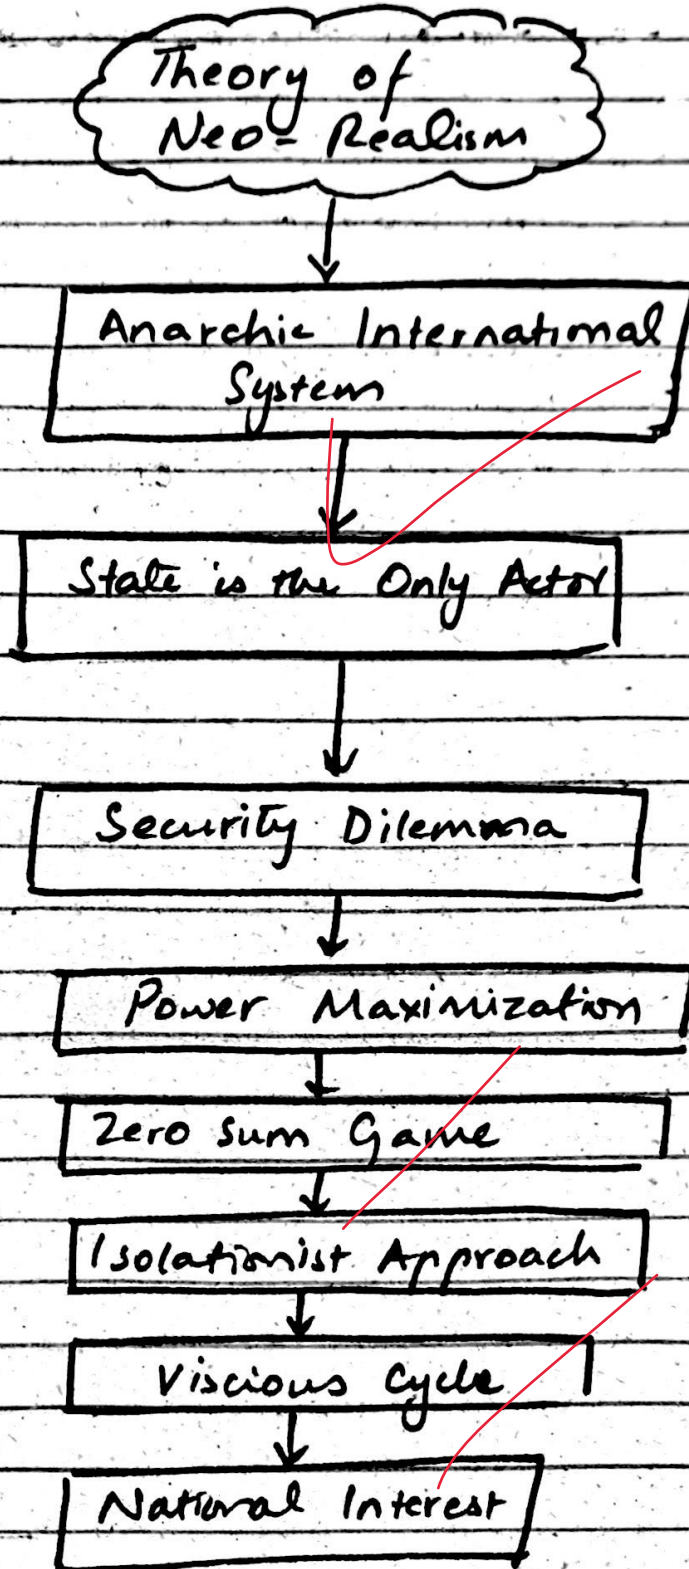 Theory of
Neo-Realism
Anarchic International
System
State is the Only Actor
Security Dilemma
Power Maximization
Zero sum Game
Isolationist Approach
Viscious Cycle
National Interest